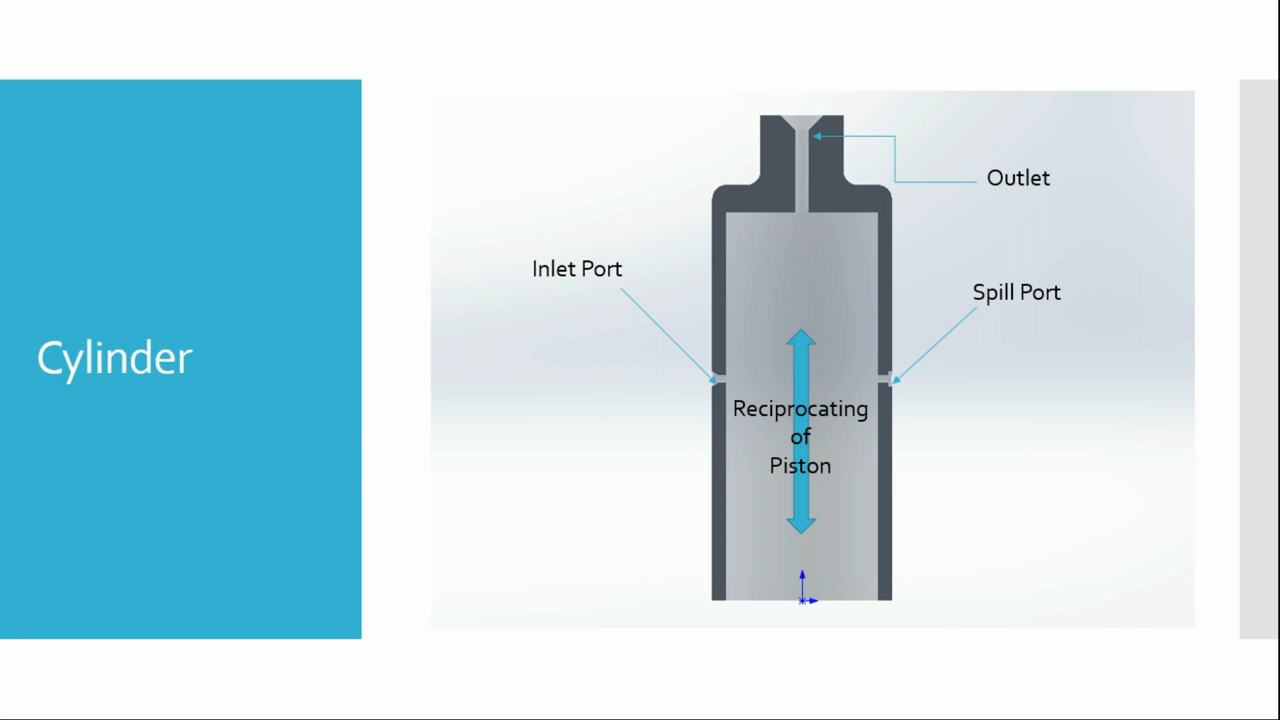 Cylinder
Outlet
Inlet Port
Spill Port
Reciprocating
of
Piston